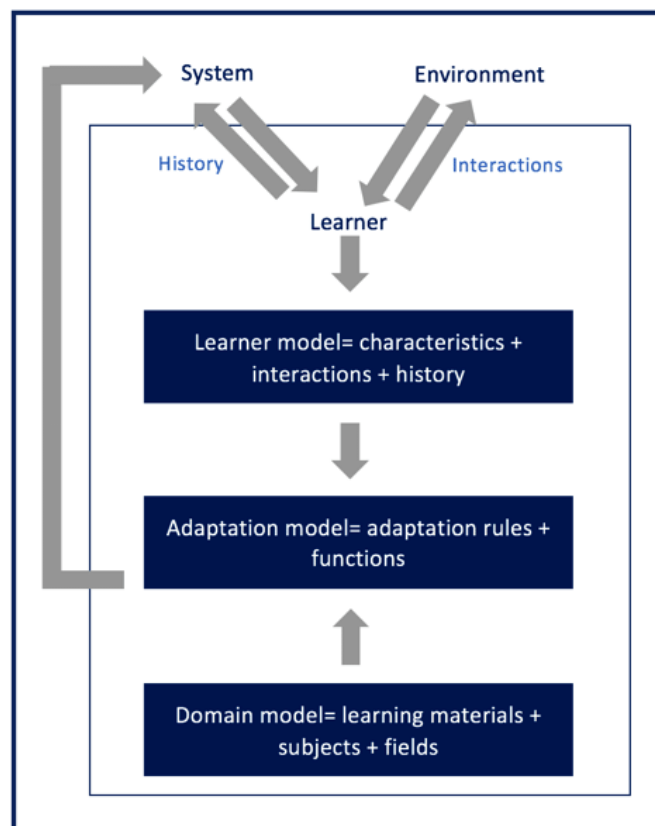 System
Environment
History
Interactions
Learner
Learner model= characteristics +
interactions + history
Adaptation model= adaptation rules +
functions
Domain model= learning materials +
subjects + fields